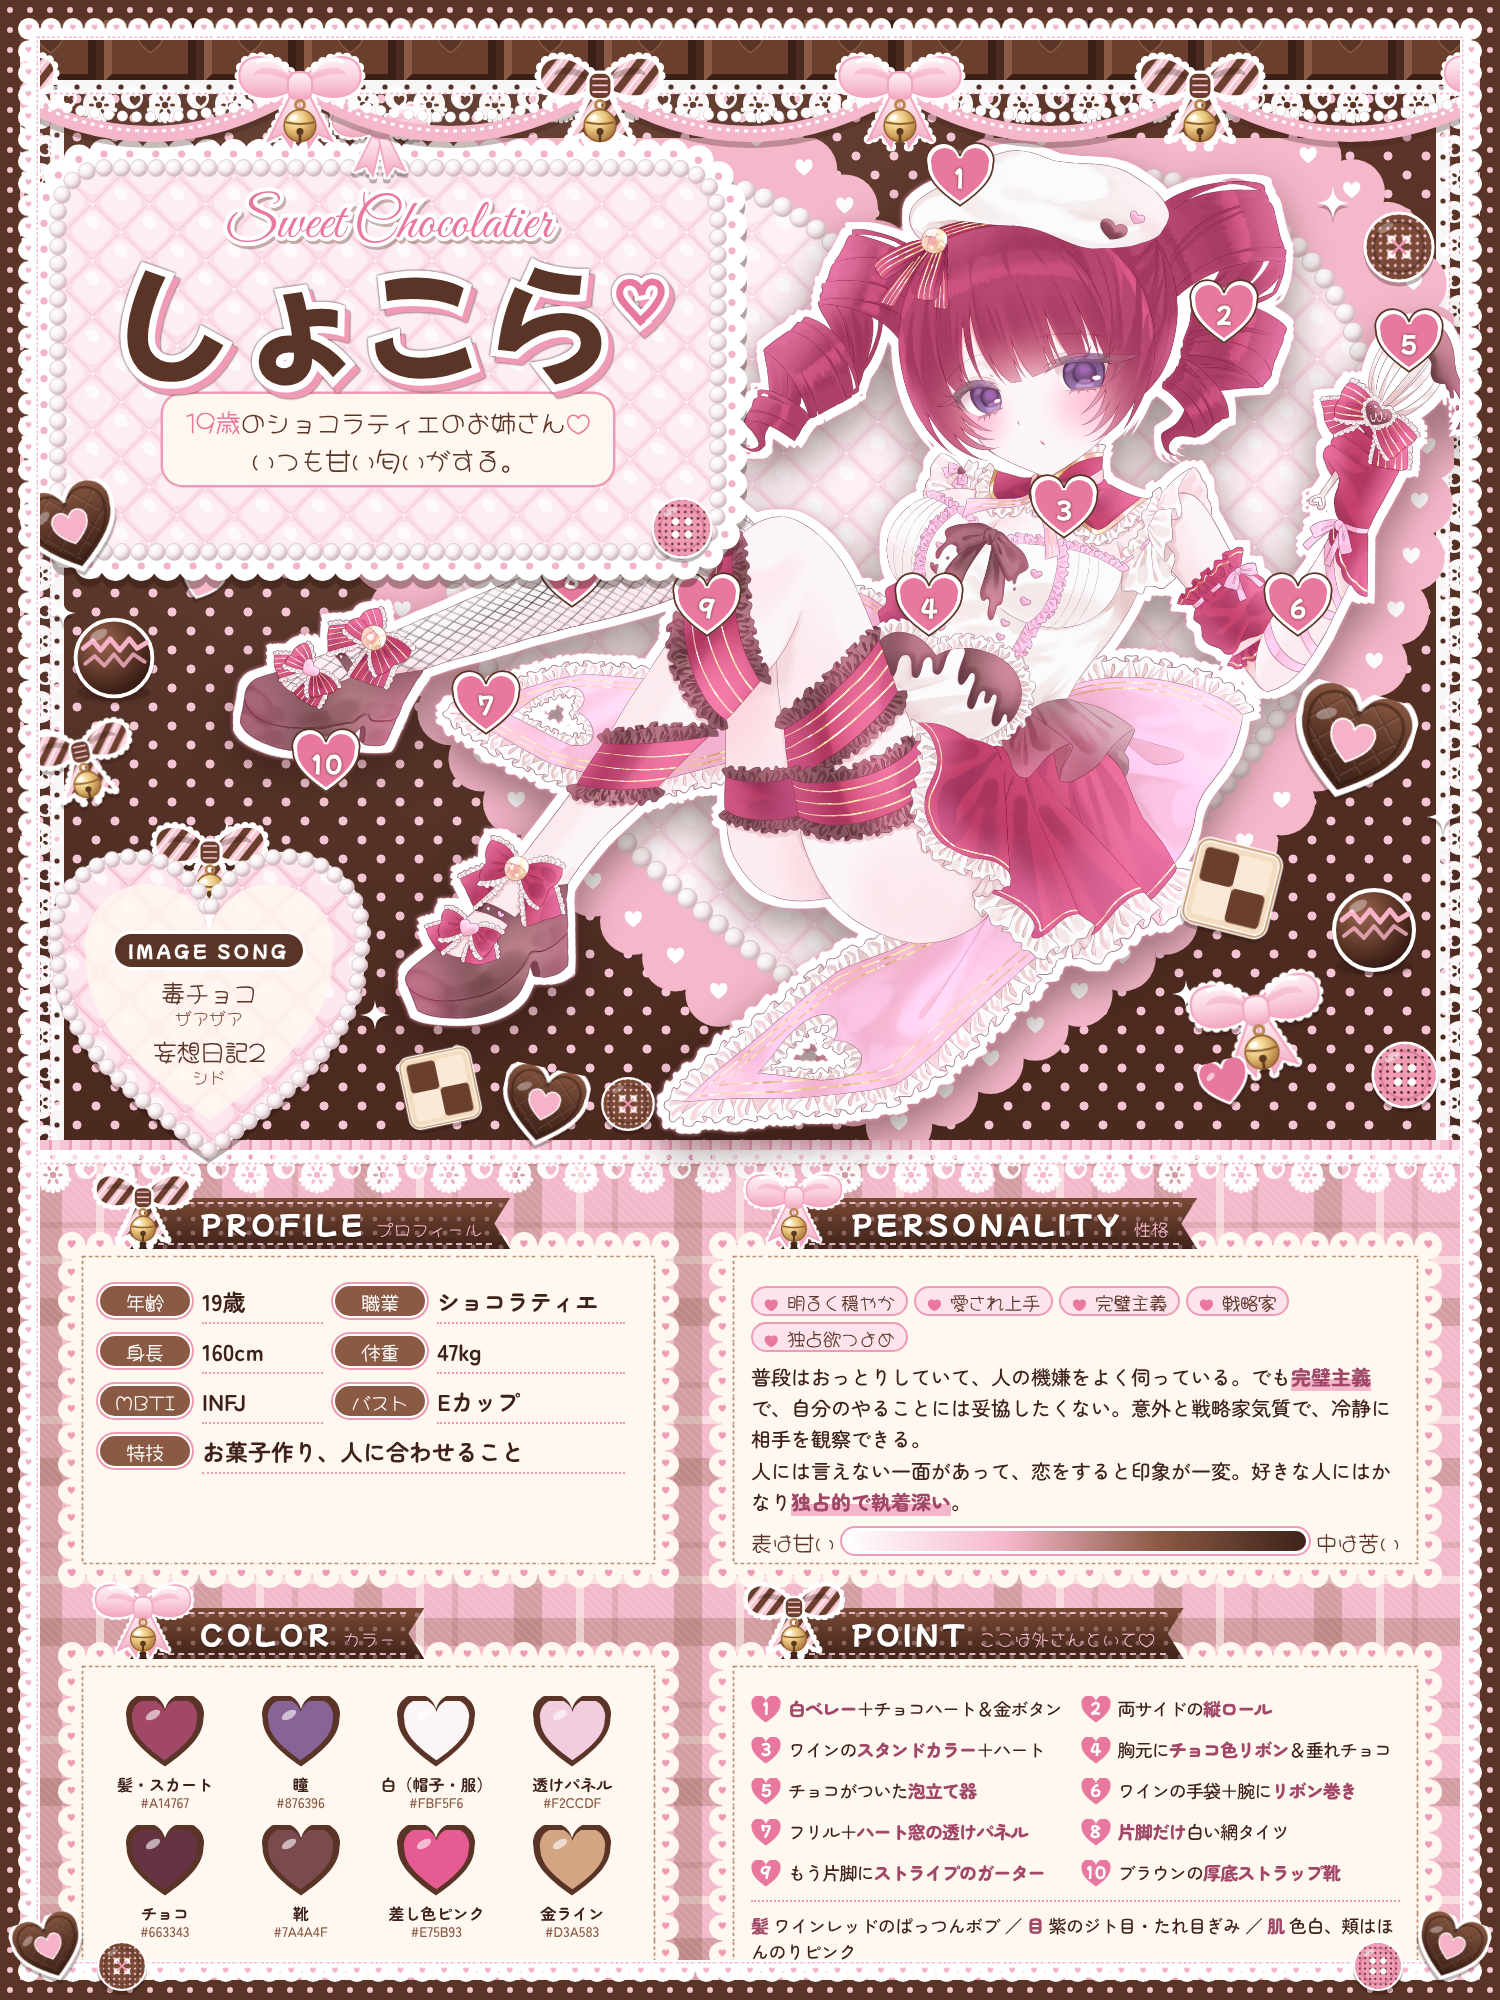 Sweet Chocolatier
しょこら
19歳のショコラティエのお姉さん♡
いつも甘い匂いがする。
1
2
5
3
4
6
9
7
10
IMAGE SONG
毒チョコ
ザアザア
妄想日記2
シド
PROFILE プロフィール
年齢 19歳 職業 ショコラティエ
身長 160cm 体重 47kg
MBTI INFJ バスト Eカップ
特技 お菓子作り、人に合わせること
PERSONALITY 性格
明るく穏やか 愛され上手 完璧主義 戦略家
独占欲つよめ
普段はおっとりしていて、人の機嫌をよく伺っている。でも完璧主義
で、自分のやることには妥協したくない。意外と戦略家気質で、冷静に
相手を観察できる。
人には言えない一面があって、恋をすると印象が一変。好きな人にはか
なり独占的で執着深い。
表は甘い 中は苦い
COLOR カラー
髪・スカート 瞳 白（帽子・服） 透けパネル
#A14767 #876396 #FBF5F6 #F2CCDF
チョコ 靴 差し色ピンク 金ライン
#663343 #7A4A4F #E75B93 #D3A583
POINT ここは外さんといて♡
1 白ベレー＋チョコハート＆金ボタン 2 両サイドの縦ロール
3 ワインのスタンドカラー＋ハート 4 胸元にチョコ色リボン＆垂れチョコ
5 チョコがついた泡立て器 6 ワインの手袋＋腕にリボン巻き
7 フリル＋ハート窓の透けパネル 8 片脚だけ白い網タイツ
9 もう片脚にストライプのガーター 10 ブラウンの厚底ストラップ靴
髪 ワインレッドのぱっつんボブ ／ 目 紫のジト目・たれ目ぎみ ／ 肌 色白、頬はほ
んのりピンク